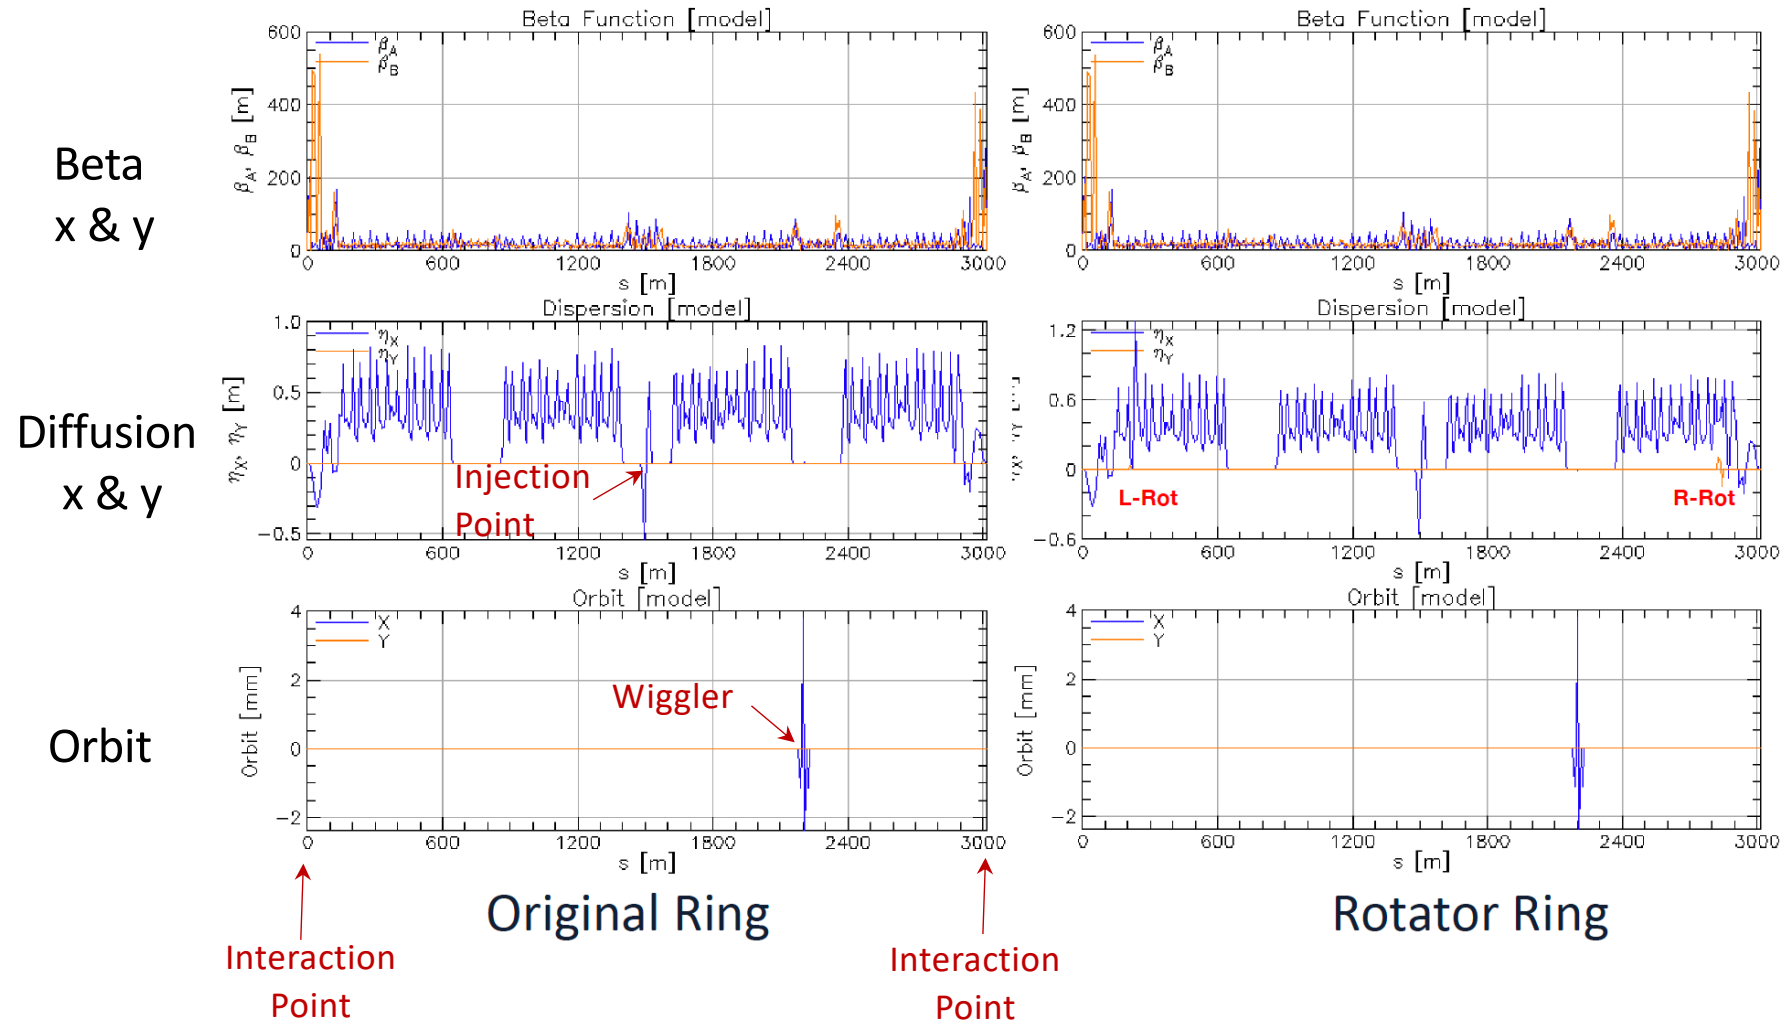 Beta Function [model]
β_A
β_B
β_A, β_B [m]
600
400
200
0
0 600 1200 1800 2400 3000
s [m]
Beta Function [model]
β_A
β_B
β_A, β_B [m]
600
400
200
0
0 600 1200 1800 2400 3000
s [m]
Beta
x & y
Dispersion [model]
η_X
η_Y
η_X, η_Y [m]
1.0
0.5
0
−0.5
0 600 1200 1800 2400 3000
s [m]
Injection
Point
Dispersion [model]
η_X
η_Y
1.2
0.6
0
−0.6
0 600 1200 1800 2400 3000
s [m]
L-Rot
R-Rot
Diffusion
x & y
Orbit [model]
X
Y
Orbit [mm]
4
2
0
−2
0 600 1200 1800 2400 3000
s [m]
Wiggler
Orbit [model]
X
Y
Orbit [mm]
4
2
0
−2
0 600 1200 1800 2400 3000
s [m]
Orbit
Original Ring
Rotator Ring
Interaction
Point
Interaction
Point